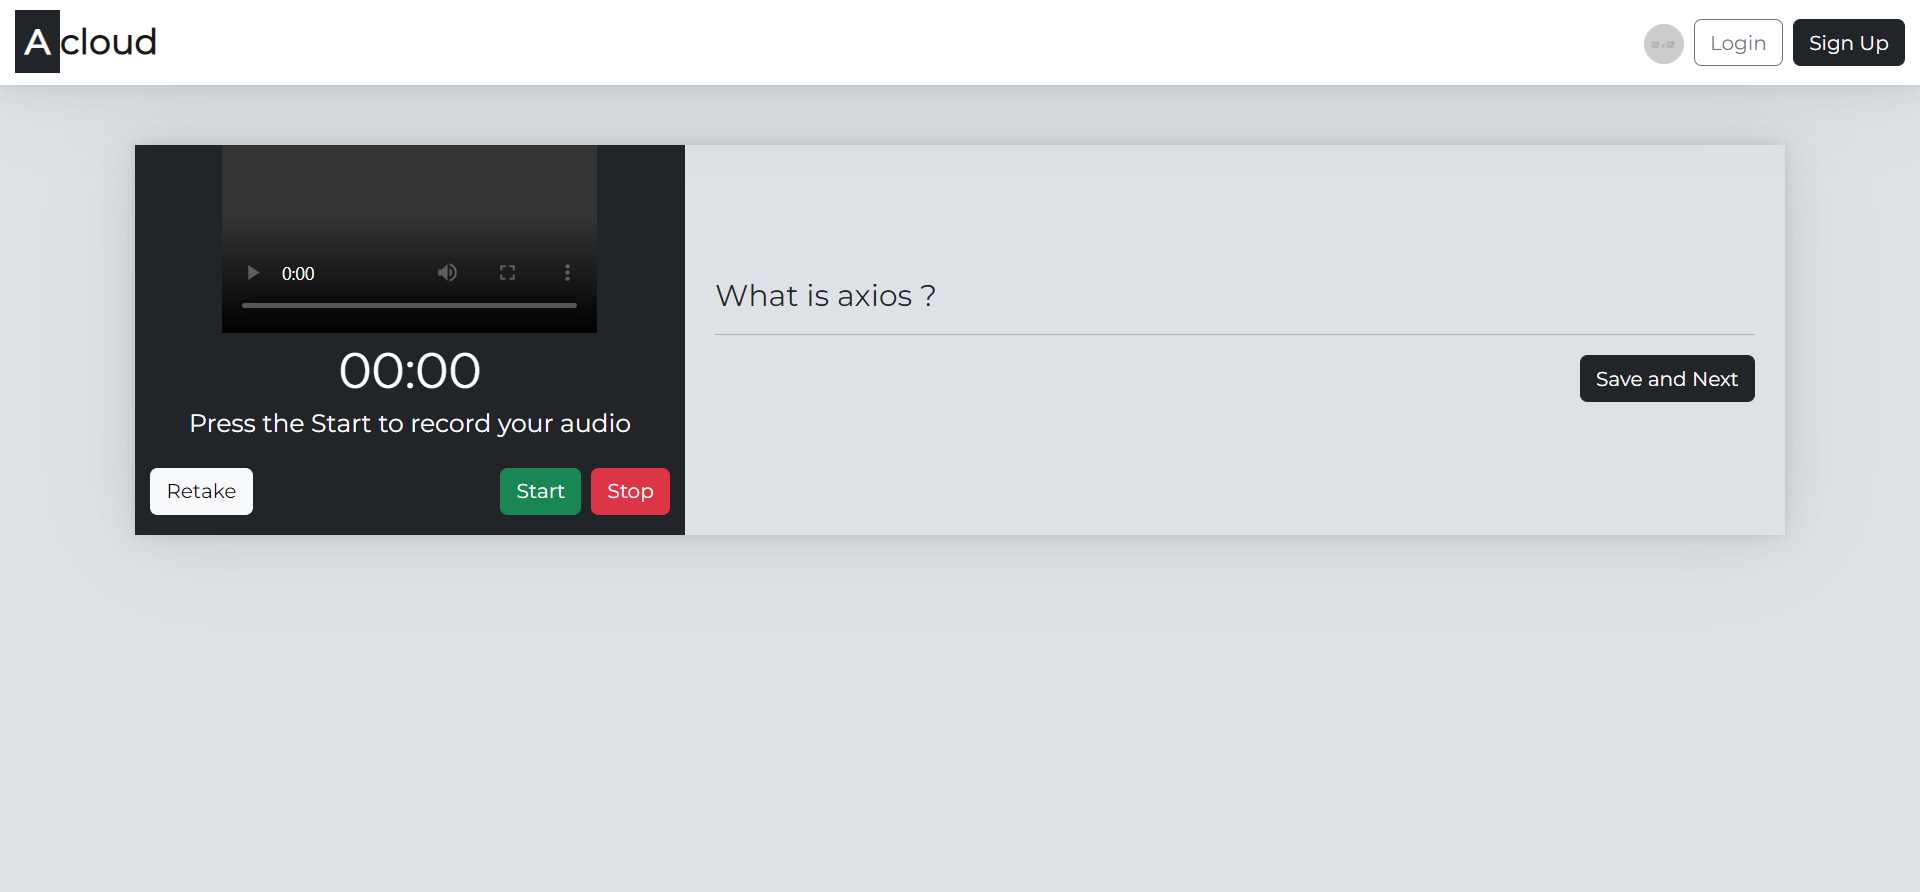 A cloud
Login
Sign Up
0:00
00:00
Press the Start to record your audio
Retake
Start
Stop
What is axios ?
Save and Next